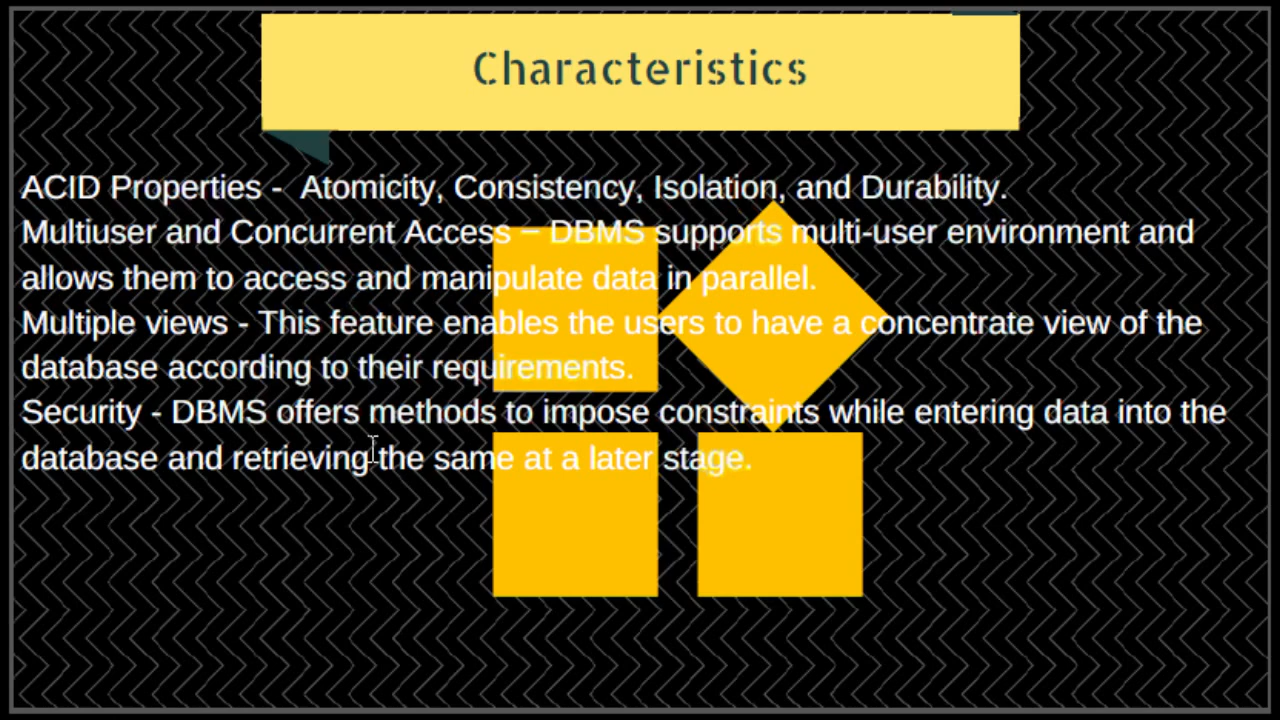 Characteristics
ACID Properties -  Atomicity, Consistency, Isolation, and Durability.
Multiuser and Concurrent Access – DBMS supports multi-user environment and
allows them to access and manipulate data in parallel.
Multiple views - This feature enables the users to have a concentrate view of the
database according to their requirements.
Security - DBMS offers methods to impose constraints while entering data into the
database and retrieving the same at a later stage.